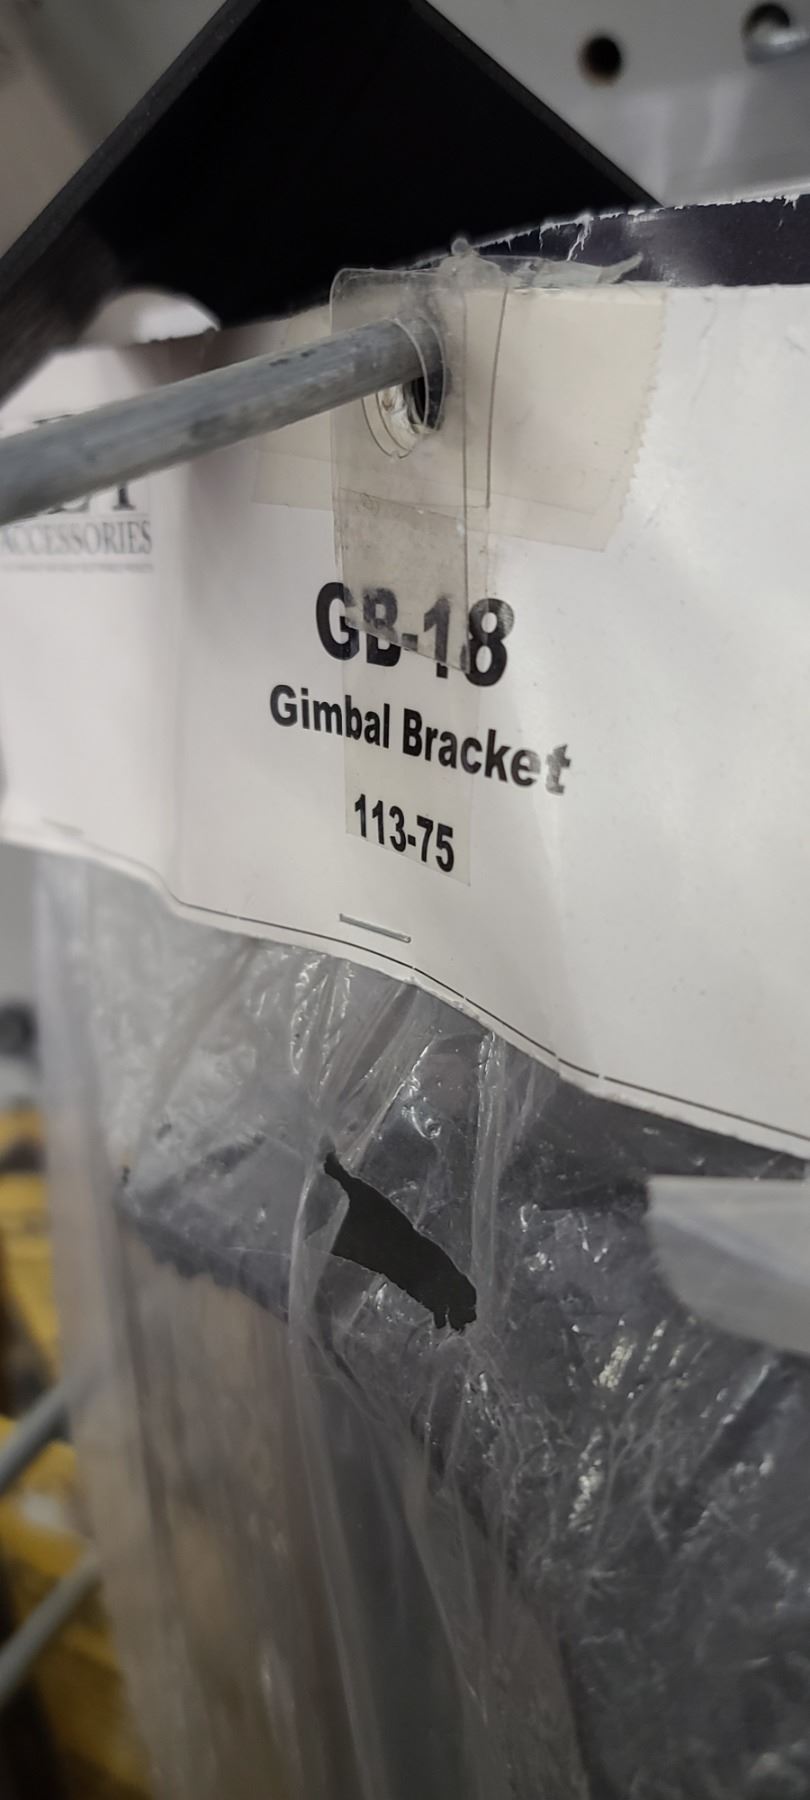 ACCESSORIES
GB-18
Gimbal Bracket
113-75